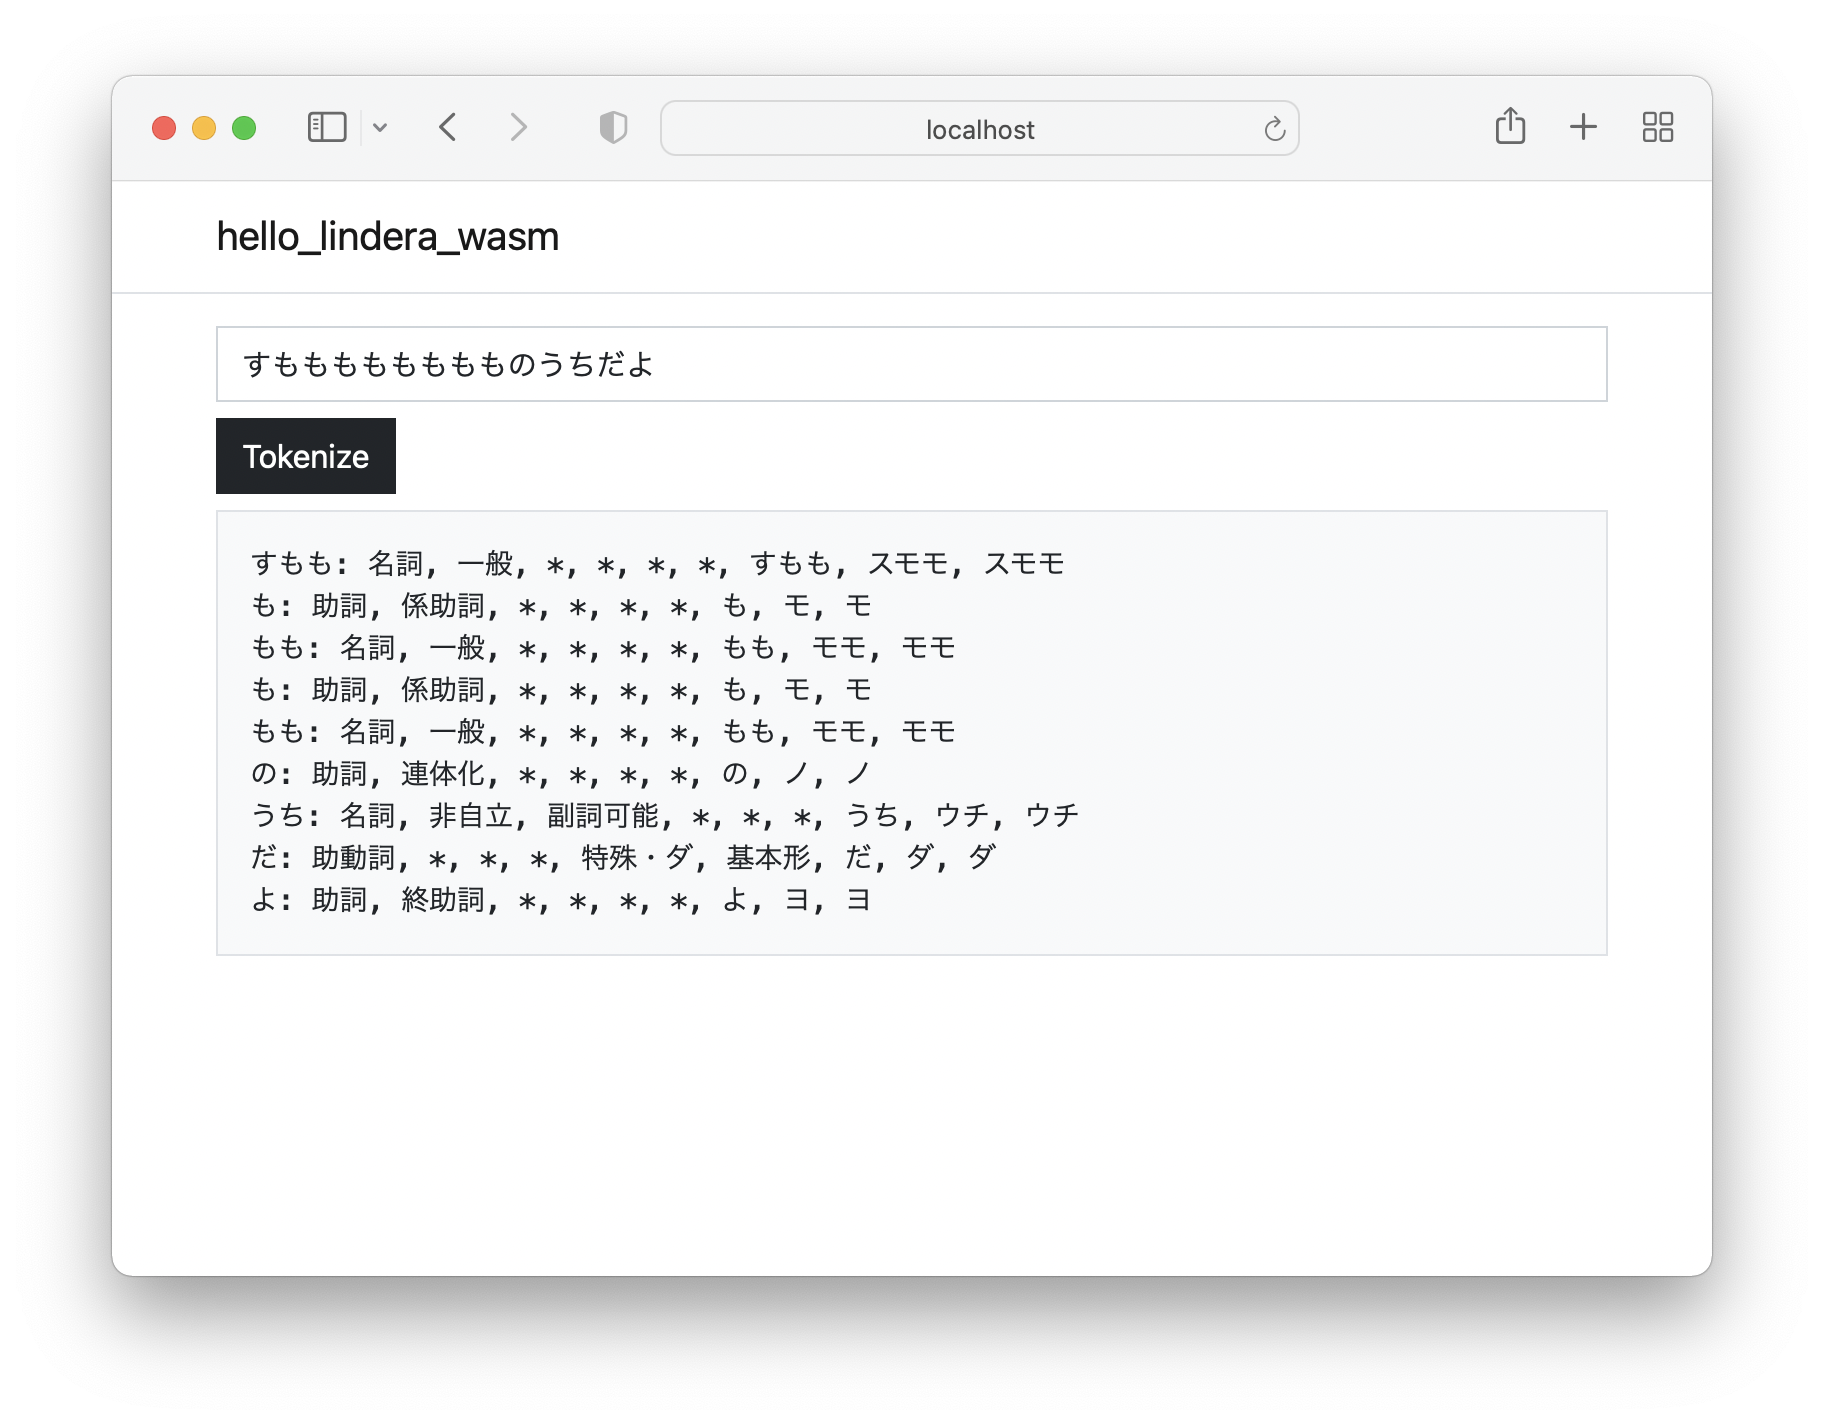 localhost
hello_lindera_wasm
すもももももももものうちだよ
Tokenize
すもも: 名詞, 一般, *, *, *, *, すもも, スモモ, スモモ
も: 助詞, 係助詞, *, *, *, *, も, モ, モ
もも: 名詞, 一般, *, *, *, *, もも, モモ, モモ
も: 助詞, 係助詞, *, *, *, *, も, モ, モ
もも: 名詞, 一般, *, *, *, *, もも, モモ, モモ
の: 助詞, 連体化, *, *, *, *, の, ノ, ノ
うち: 名詞, 非自立, 副詞可能, *, *, *, うち, ウチ, ウチ
だ: 助動詞, *, *, *, 特殊・ダ, 基本形, だ, ダ, ダ
よ: 助詞, 終助詞, *, *, *, *, よ, ヨ, ヨ